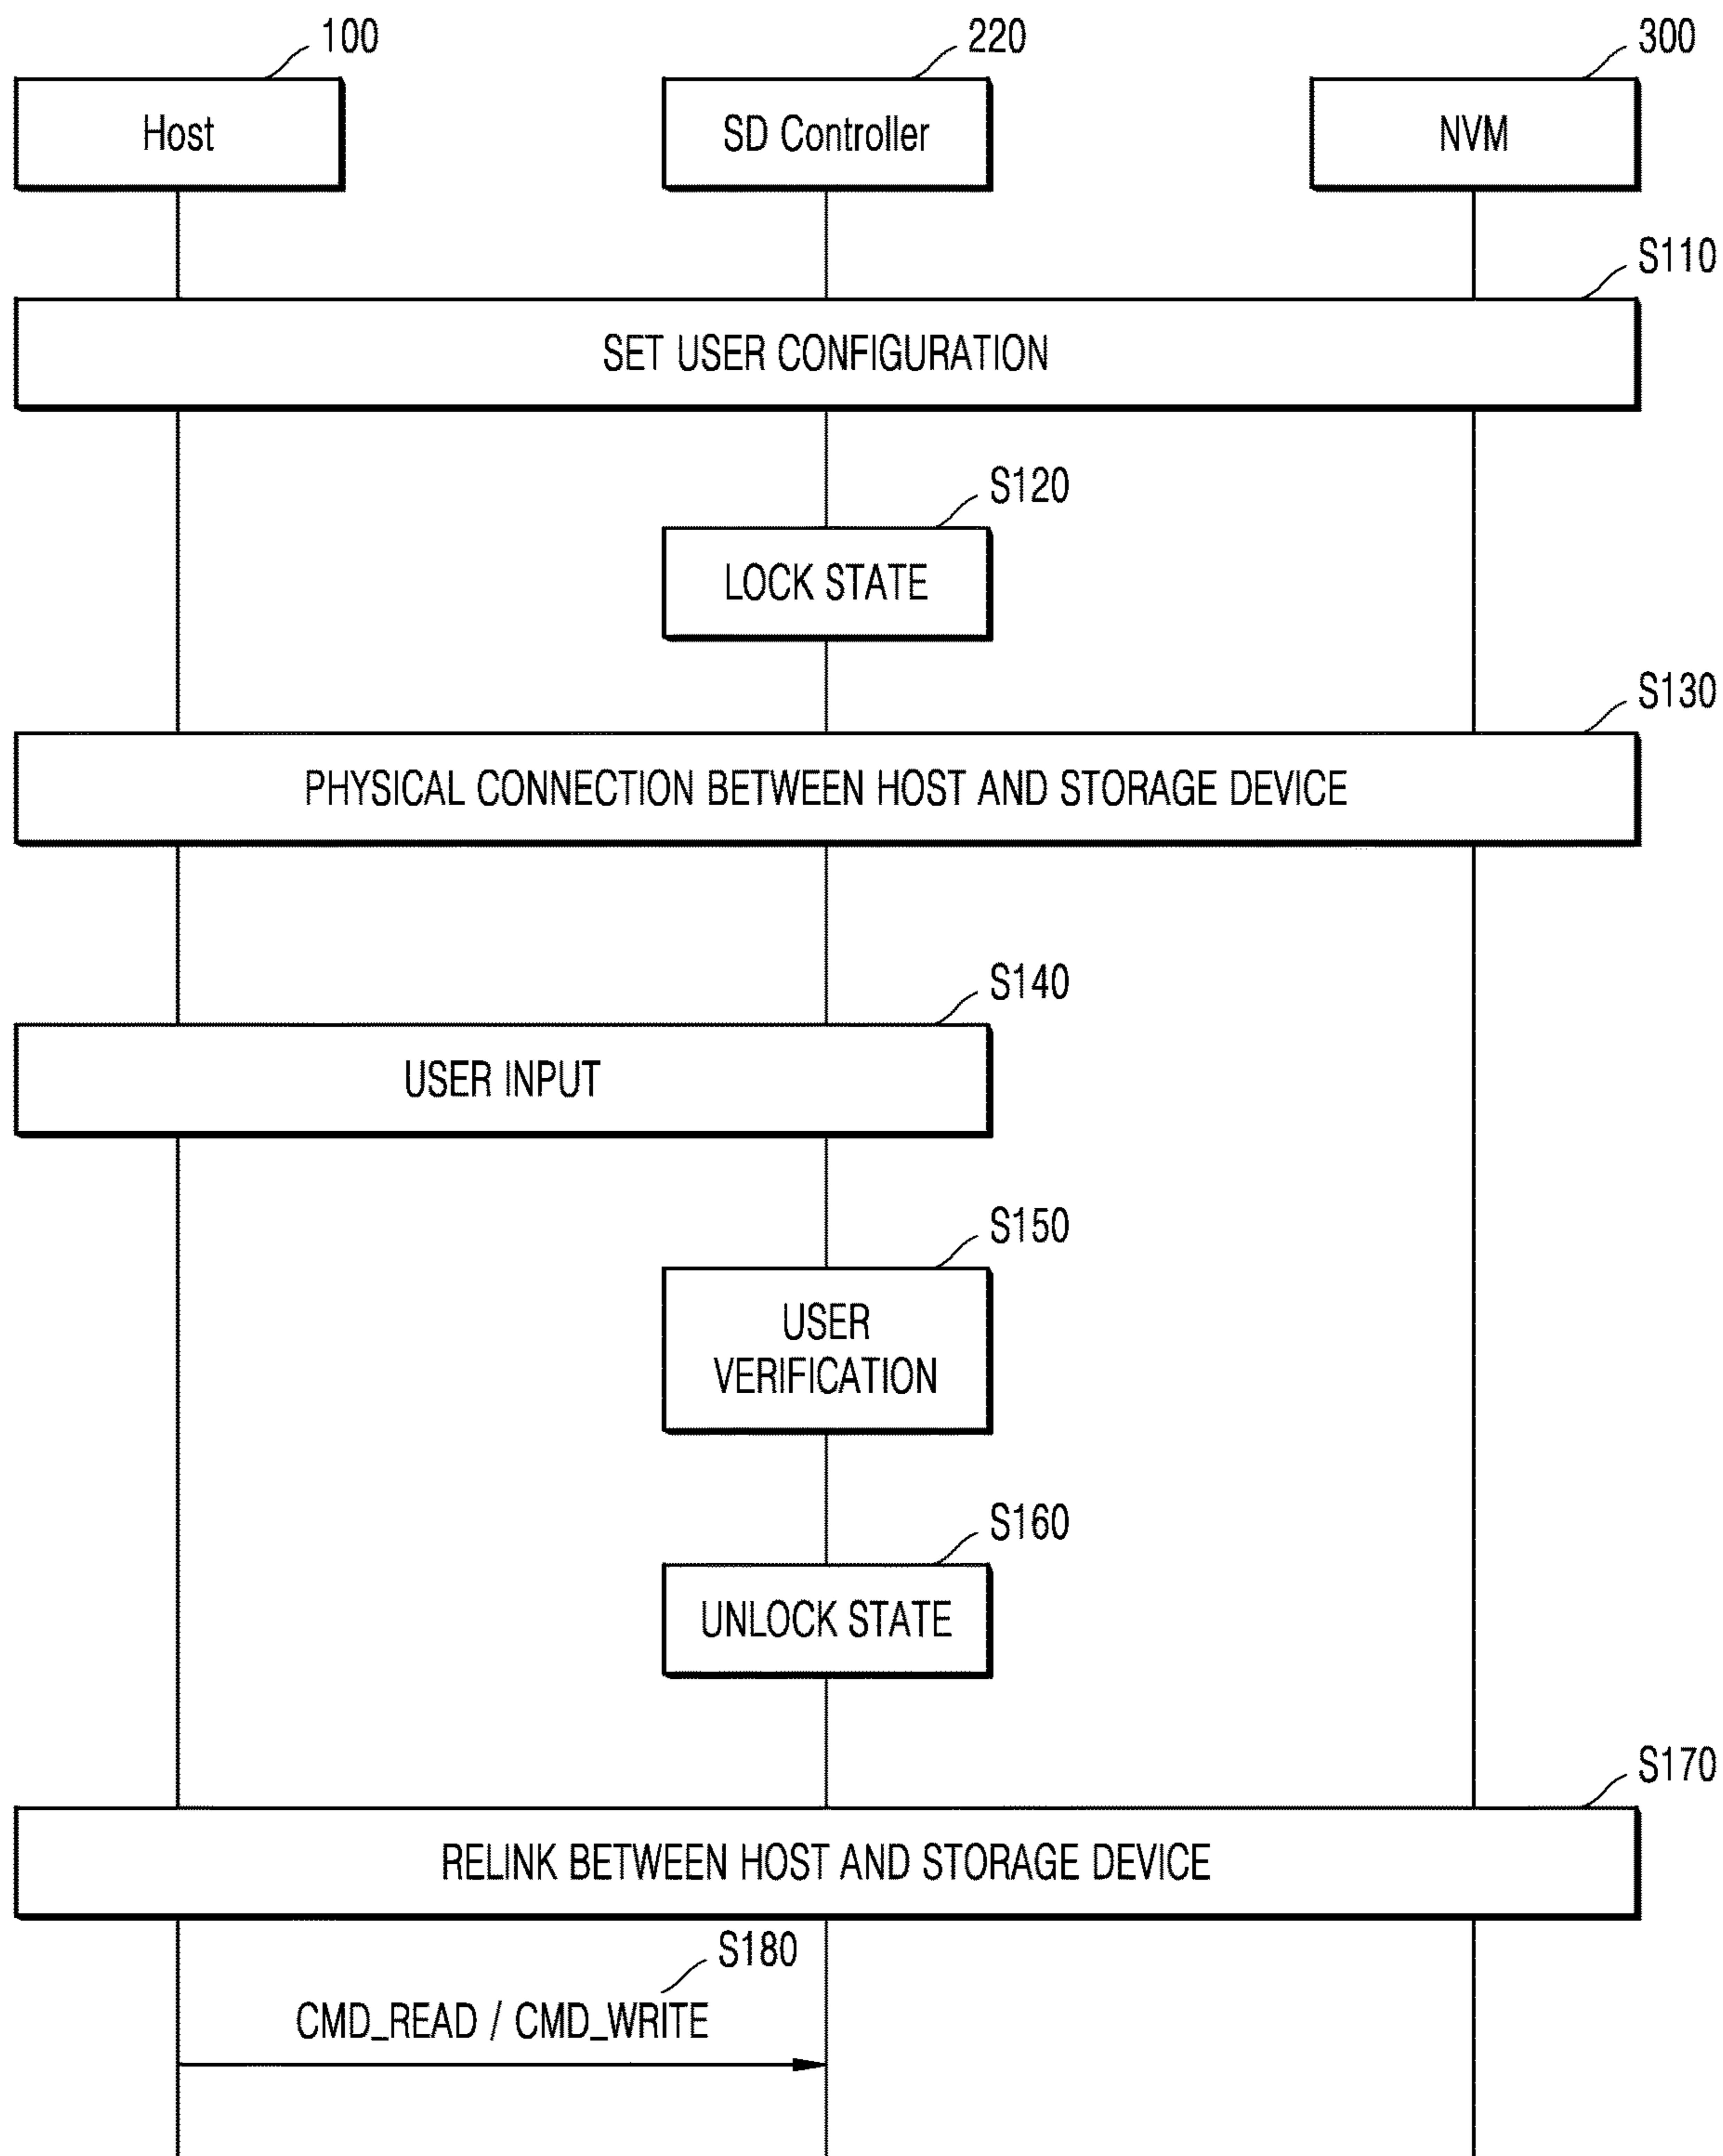 100
220
300
Host
SD Controller
NVM
S110
SET USER CONFIGURATION
S120
LOCK STATE
S130
PHYSICAL CONNECTION BETWEEN HOST AND STORAGE DEVICE
S140
USER INPUT
S150
USER
VERIFICATION
S160
UNLOCK STATE
S170
RELINK BETWEEN HOST AND STORAGE DEVICE
S180
CMD_READ / CMD_WRITE